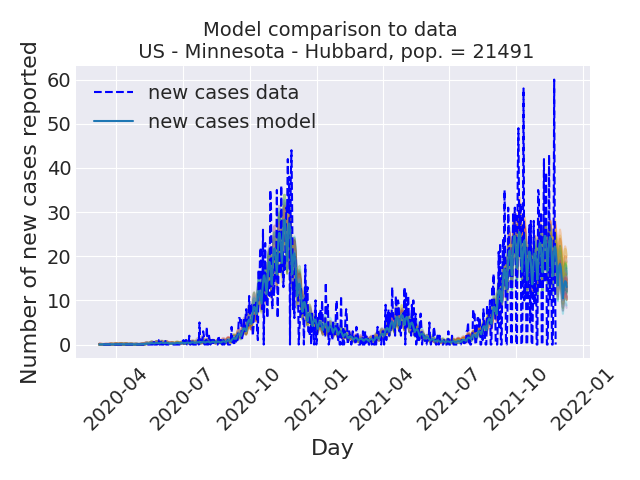 Model comparison to data
US - Minnesota - Hubbard, pop. = 21491
Number of new cases reported
60
50
40
30
20
10
0
new cases data
new cases model
2020-04
2020-07
2020-10
2021-01
2021-04
2021-07
2021-10
2022-01
Day